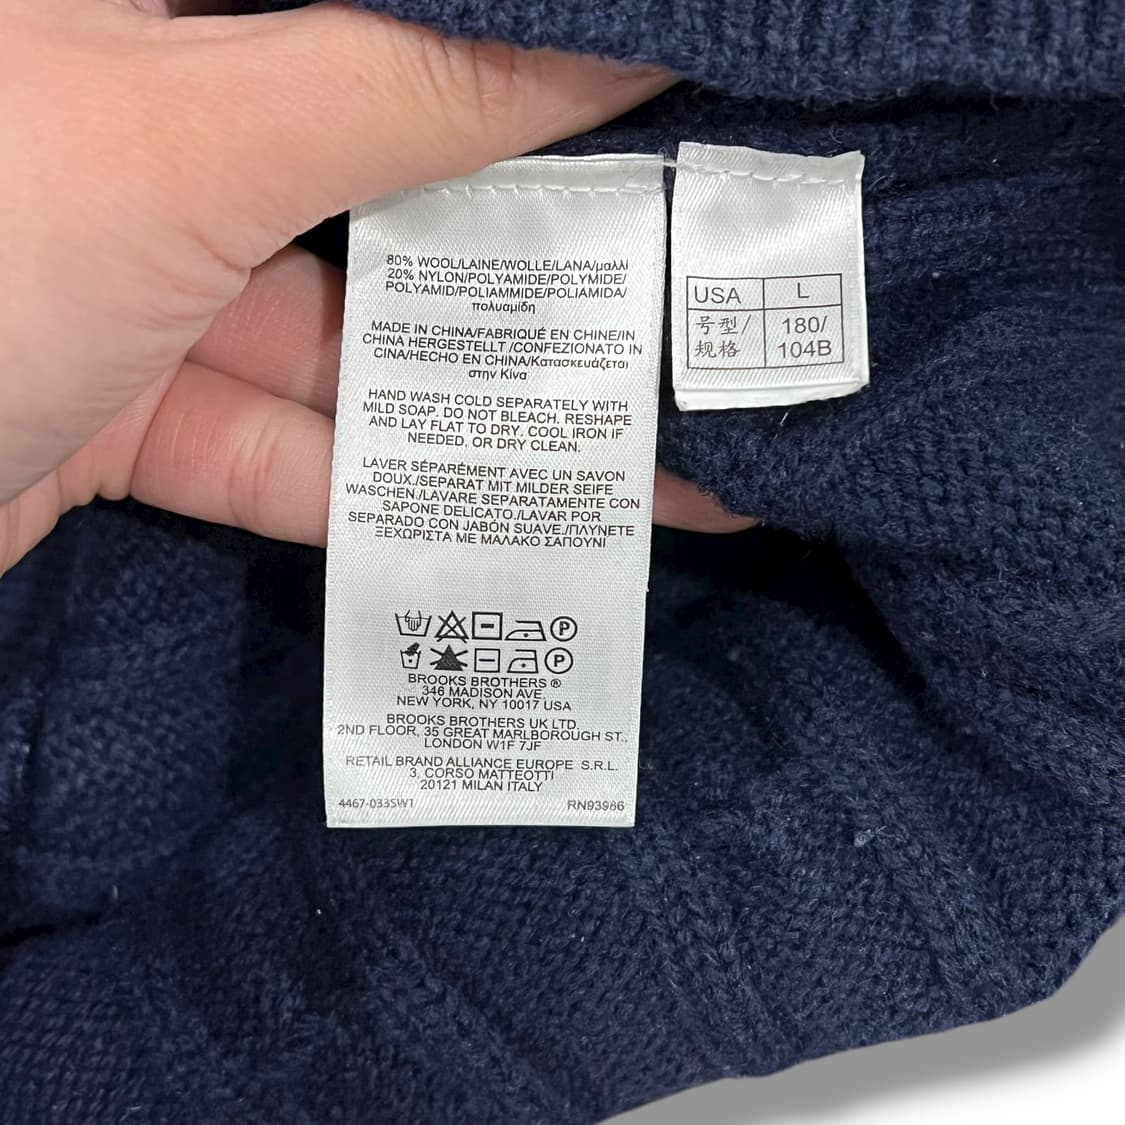 80% WOOL/LAINE/WOLLE/LANA/μαλλί
20% NYLON/POLYAMIDE/POLYMIDE/
POLYAMID/POLIAMMIDE/POLIAMIDA/
πολυαμίδη
MADE IN CHINA/FABRIQUÉ EN CHINE/IN
CHINA HERGESTELLT /CONFEZIONATO IN
CINA/HECHO EN CHINA/Κατασκευάζεται
στην Κίνα
HAND WASH COLD SEPARATELY WITH
MILD SOAP. DO NOT BLEACH. RESHAPE
AND LAY FLAT TO DRY. COOL IRON IF
NEEDED. OR DRY CLEAN.
LAVER SÉPARÉMENT AVEC UN SAVON
DOUX./SEPARAT MIT MILDER SEIFE
WASCHEN./LAVARE SEPARATAMENTE CON
SAPONE DELICATO./LAVAR POR
SEPARADO CON JABÓN SUAVE./ΠΛΥΝΕΤΕ
ΞΕΧΩΡΙΣΤΑ ΜΕ ΜΑΛΑΚΟ ΣΑΠΟΥΝΙ
P
P
BROOKS BROTHERS ®
346 MADISON AVE,
NEW YORK, NY 10017 USA
BROOKS BROTHERS UK LTD.
2ND FLOOR, 35 GREAT MARLBOROUGH ST.,
LONDON W1F 7JF
RETAIL BRAND ALLIANCE EUROPE S.R.L.
3, CORSO MATTEOTTI
20121 MILAN ITALY
4467-033SW1 RN93986
USA L
号型/ 180/
规格 104B